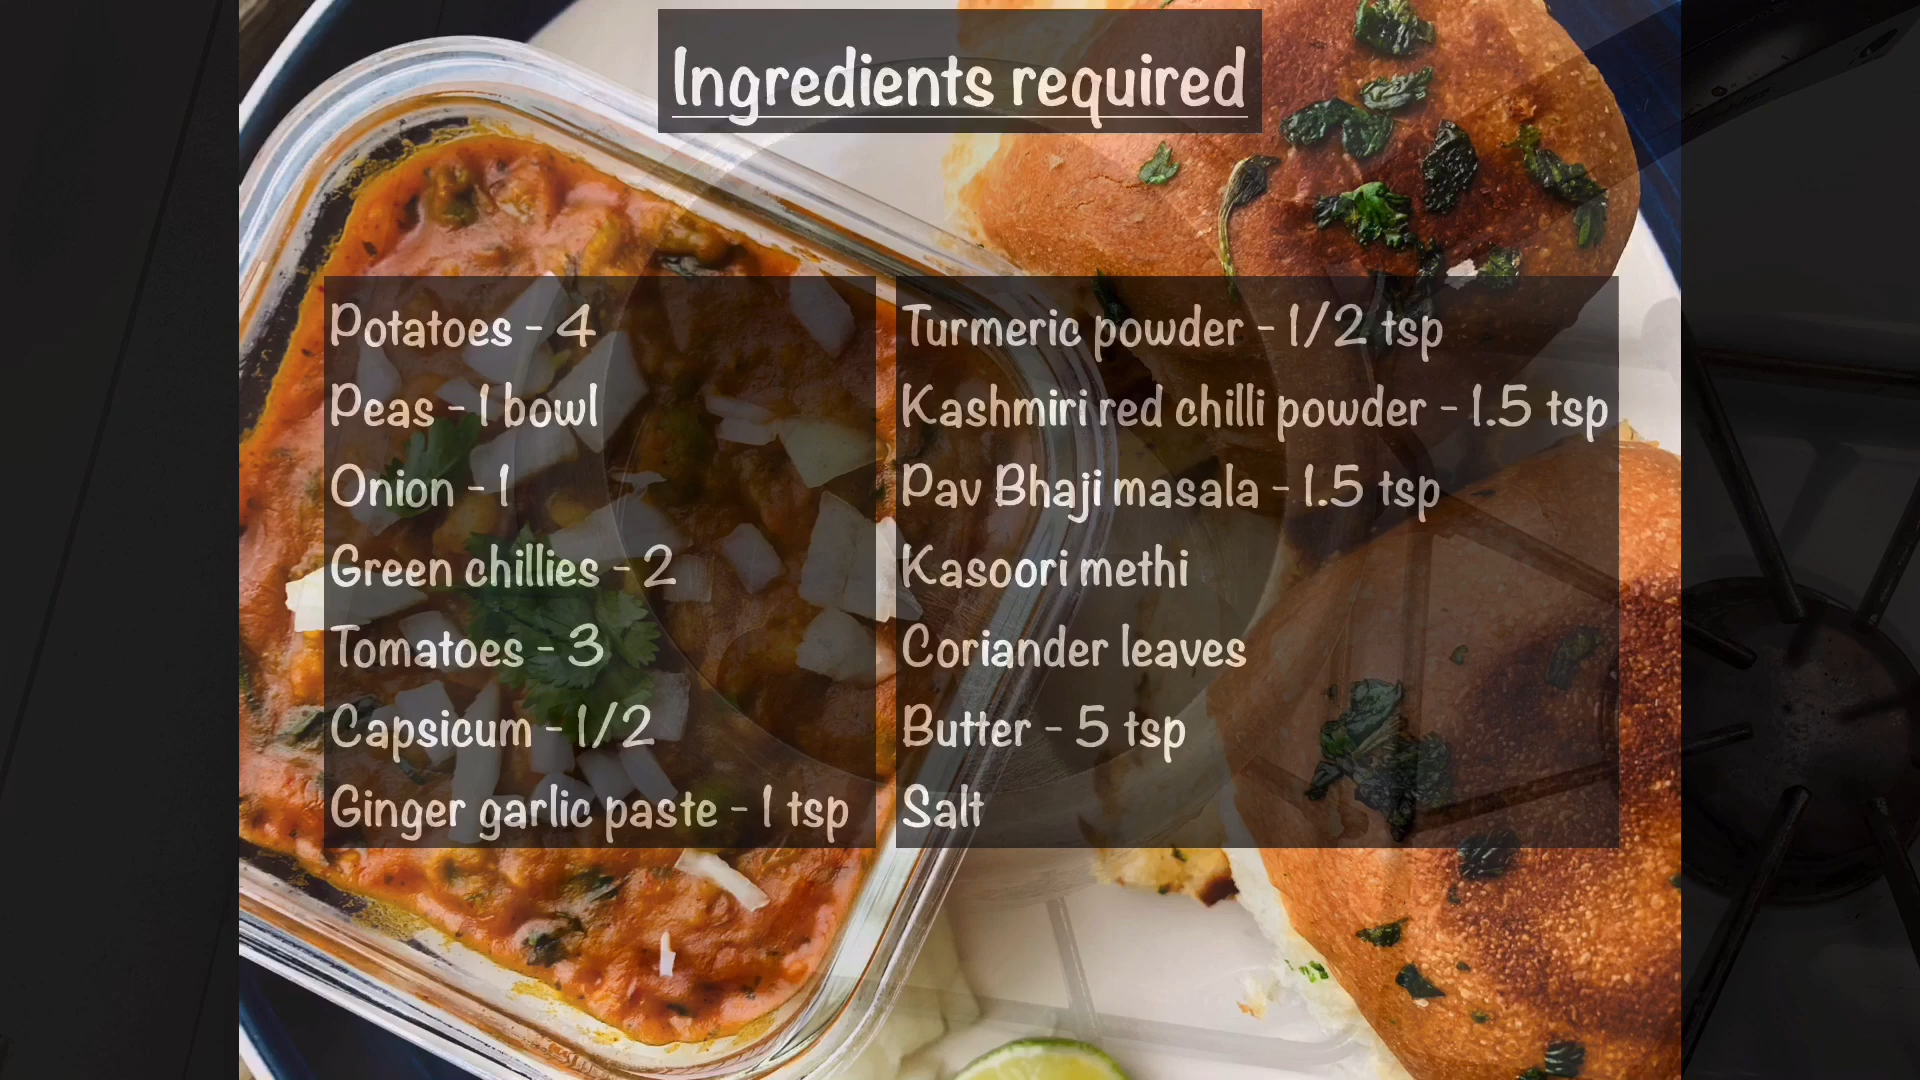 Ingredients required
Potatoes - 4
Peas - 1 bowl
Onion - 1
Green chillies - 2
Tomatoes - 3
Capsicum - 1/2
Ginger garlic paste - 1 tsp
Turmeric powder - 1/2 tsp
Kashmiri red chilli powder - 1.5 tsp
Pav Bhaji masala - 1.5 tsp
Kasoori methi
Coriander leaves
Butter - 5 tsp
Salt